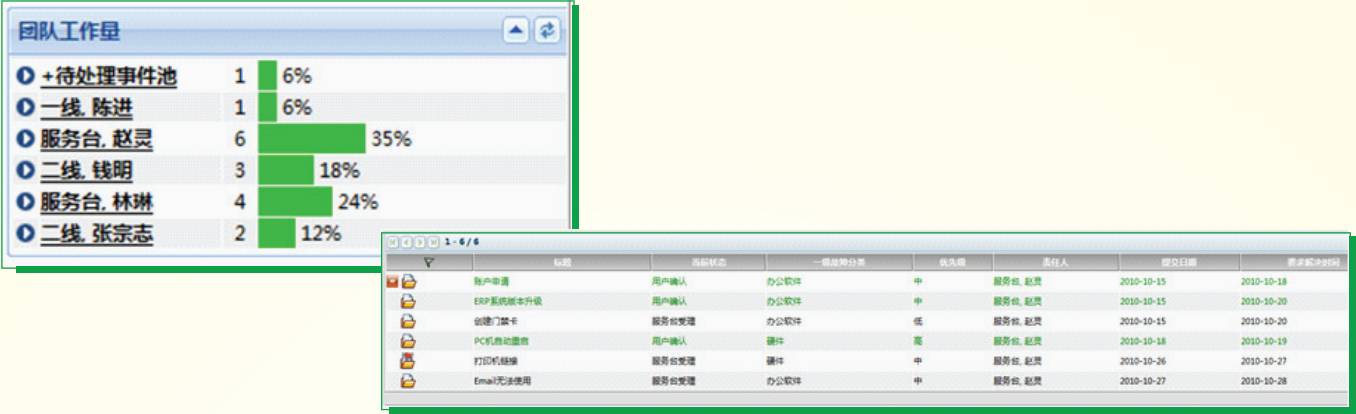 团队工作量
+待处理事件池 1 6%
一线, 陈进 1 6%
服务台, 赵灵 6 35%
二线, 钱明 3 18%
服务台, 林琳 4 24%
二线, 张宗志 2 12%
1 - 6 / 6
标题 当前状态 一级故障分类 优先级 责任人 提交日期 要求解决时间
账户申请 用户确认 办公软件 中 服务台, 赵灵 2010-10-15 2010-10-18
ERP系统版本升级 用户确认 办公软件 中 服务台, 赵灵 2010-10-15 2010-10-20
创建门禁卡 服务台受理 办公软件 低 服务台, 赵灵 2010-10-15 2010-10-20
PC机自动重启 用户确认 硬件 高 服务台, 赵灵 2010-10-18 2010-10-19
打印机链接 服务台受理 硬件 中 服务台, 赵灵 2010-10-26 2010-10-27
Email无法使用 服务台受理 办公软件 中 服务台, 赵灵 2010-10-27 2010-10-28